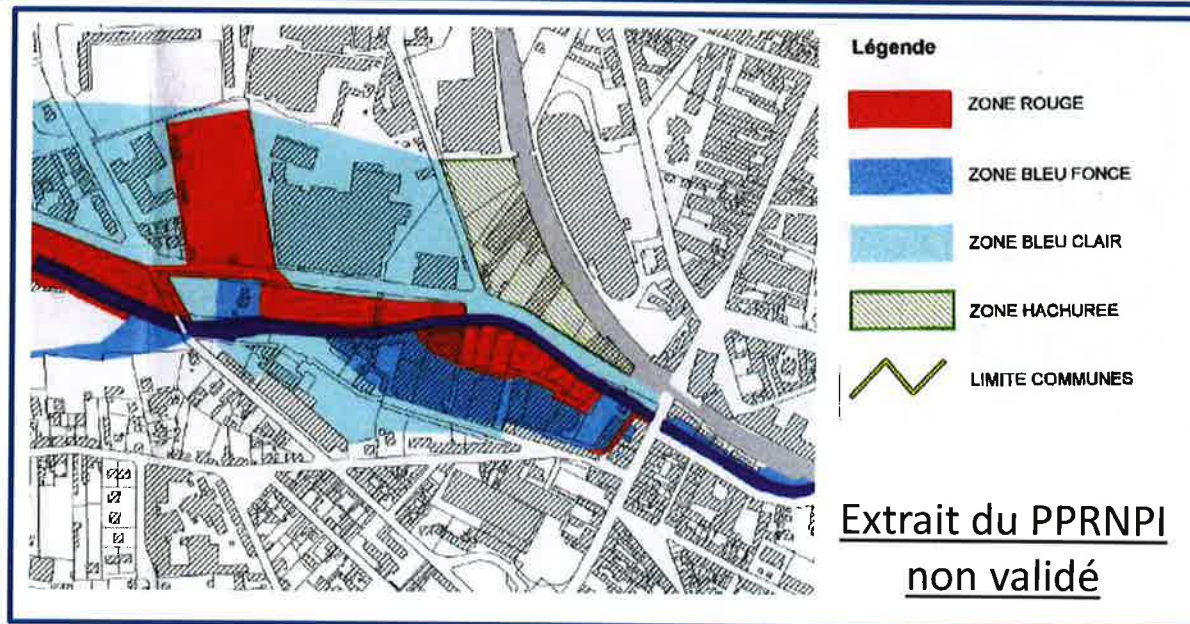 Légende
ZONE ROUGE
ZONE BLEU FONCE
ZONE BLEU CLAIR
ZONE HACHUREE
LIMITE COMMUNES
Extrait du PPRNPI
non validé